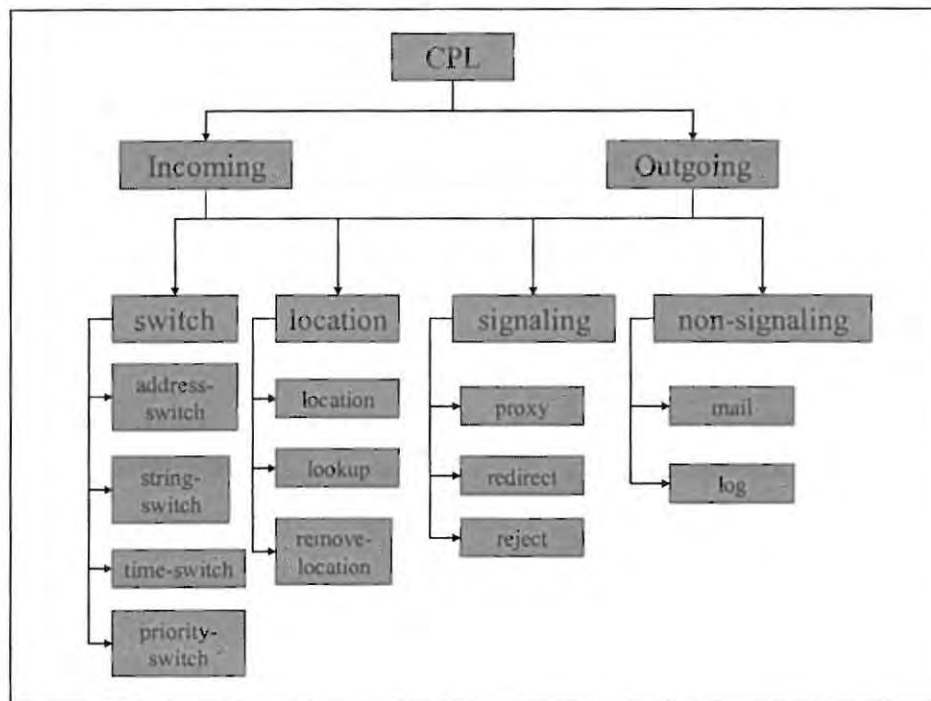 CPL
Incoming
Outgoing
switch
location
signaling
non-signaling
address-
switch
string-
switch
time-switch
priority-
switch
location
lookup
remove-
location
proxy
redirect
reject
mail
log